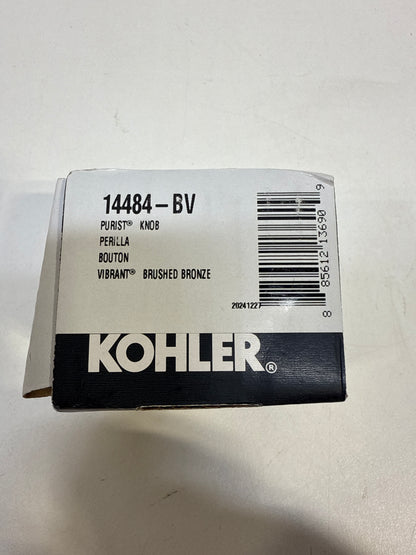 14484-BV
PURIST® KNOB
PERILLA
BOUTON
VIBRANT® BRUSHED BRONZE
20241227
8 85612 13690 9
KOHLER®